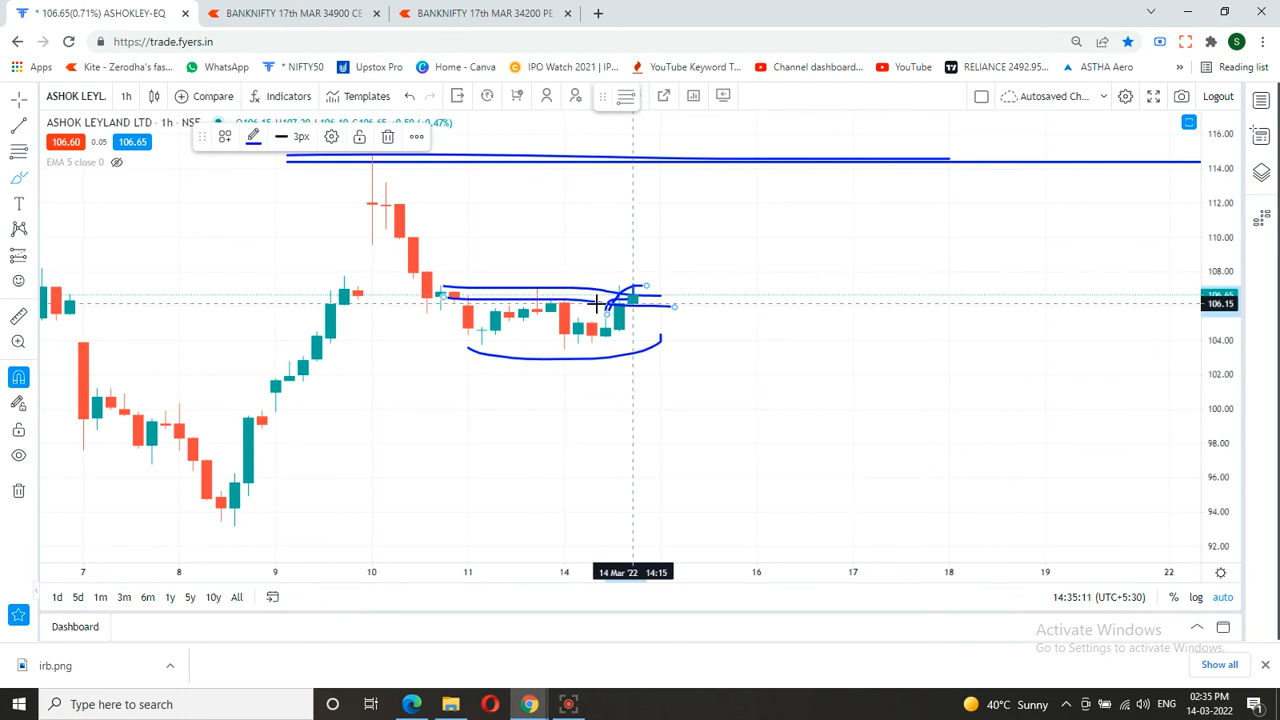 * 106.65(0.71%) ASHOKLEY-EQ
BANKNIFTY 17th MAR 34900 CE
BANKNIFTY 17th MAR 34200 PE
https://trade.fyers.in
S
Apps
Kite - Zerodha's fas...
WhatsApp
* NIFTY50
Upstox Pro
Home - Canva
IPO Watch 2021 | IP...
YouTube Keyword T...
Channel dashboard...
YouTube
RELIANCE 2492.95...
ASTHA Aero
»
Reading list
ASHOK LEYL.
1h
Compare
Indicators
Templates
Autosaved Ch...
Logout
ASHOK LEYLAND LTD · 1h · NSE
106.60
0.05
106.65
3px
EMA 5 close 0
116.00
114.00
112.00
110.00
108.00
106.15
104.00
102.00
100.00
98.00
96.00
94.00
92.00
7
8
9
10
11
14
14 Mar '22 14:15
16
17
18
19
22
1d
5d
1m
3m
6m
1y
5y
10y
All
14:35:11 (UTC+5:30)
%
log
auto
Dashboard
Activate Windows
Go to Settings to activate Windows.
irb.png
Show all
Type here to search
40°C Sunny
ENG
02:35 PM
14-03-2022